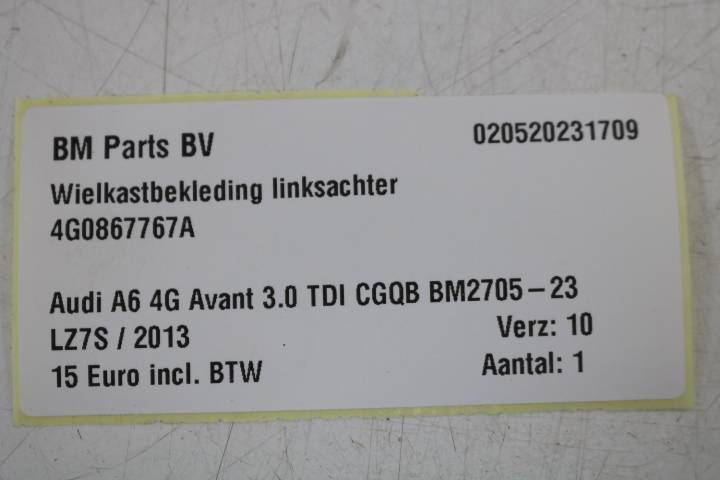 BM Parts BV 020520231709
Wielkastbekleding linksachter
4G0867767A
Audi A6 4G Avant 3.0 TDI CGQB BM2705-23
LZ7S / 2013 Verz: 10
15 Euro incl. BTW Aantal: 1